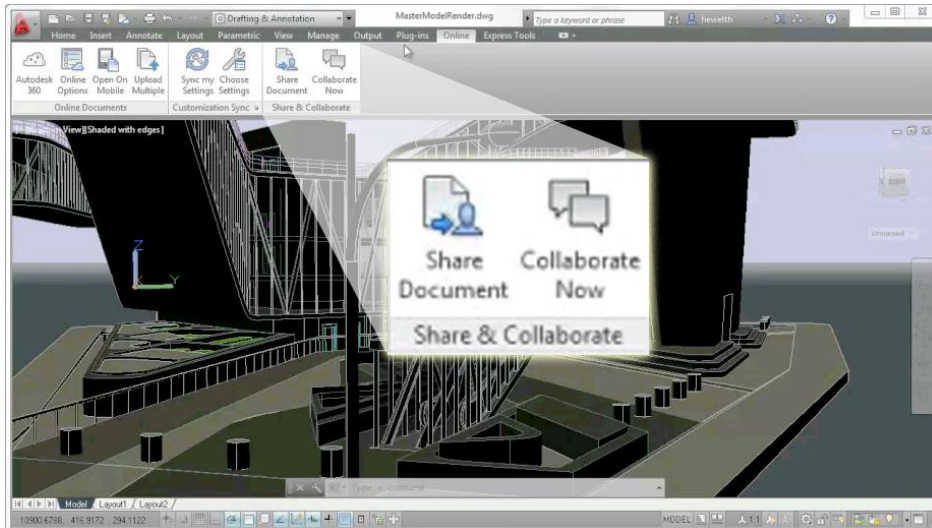 Drafting & Annotation
MasterModelRender.dwg
Type a keyword or phrase
hewetth
Home Insert Annotate Layout Parametric View Manage Output Plug-ins Online Express Tools
Autodesk 360
Online Options
Open On Mobile
Upload Multiple
Sync my Settings
Choose Settings
Share Document
Collaborate Now
Online Documents
Customization Sync
Share & Collaborate
View][Shaded with edges]
Z
X
Y
Unnamed
Share Document
Collaborate Now
Share & Collaborate
Type a command
Model Layout1 Layout2
MODEL
A 1:1